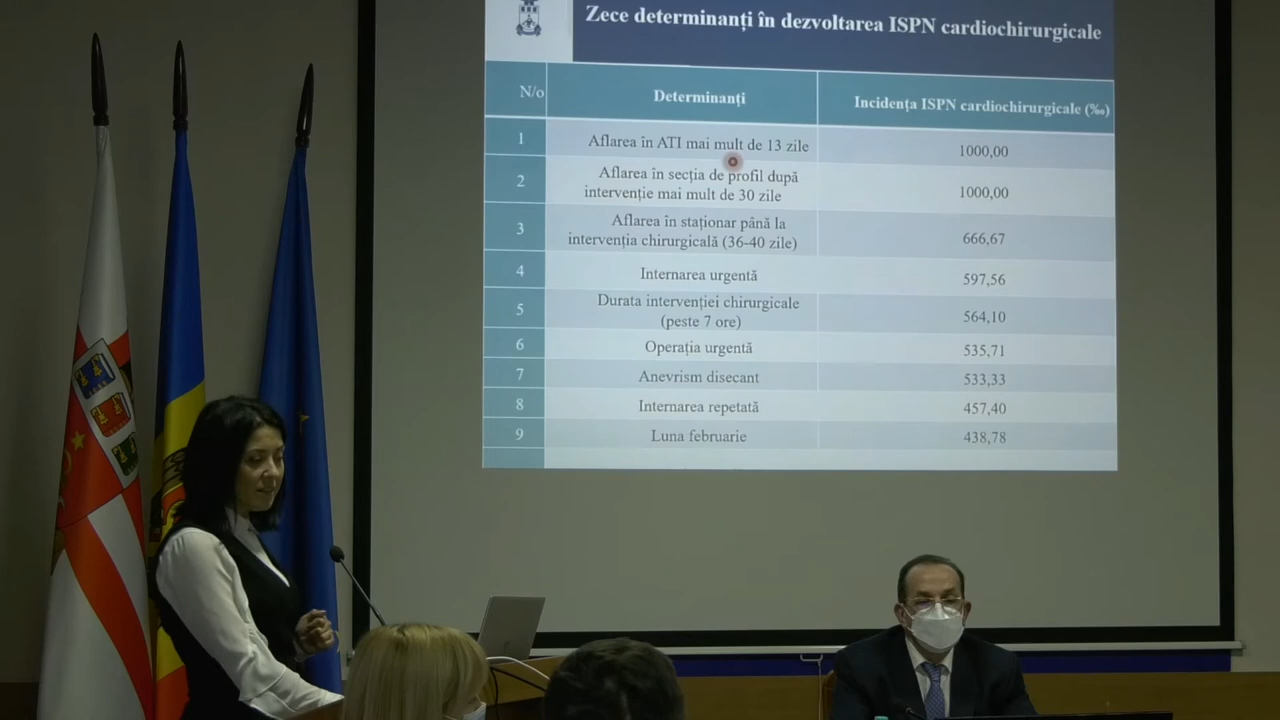 Zece determinanți în dezvoltarea ISPN cardiochirurgicale
N/o Determinanți Incidența ISPN cardiochirurgicale (‰)
1 Aflarea în ATI mai mult de 13 zile 1000,00
2 Aflarea în secția de profil după
intervenție mai mult de 30 zile 1000,00
3 Aflarea în staționar până la
intervenția chirurgicală (36-40 zile) 666,67
4 Internarea urgentă 597,56
5 Durata intervenției chirurgicale
(peste 7 ore) 564,10
6 Operația urgentă 535,71
7 Anevrism disecant 533,33
8 Internarea repetată 457,40
9 Luna februarie 438,78